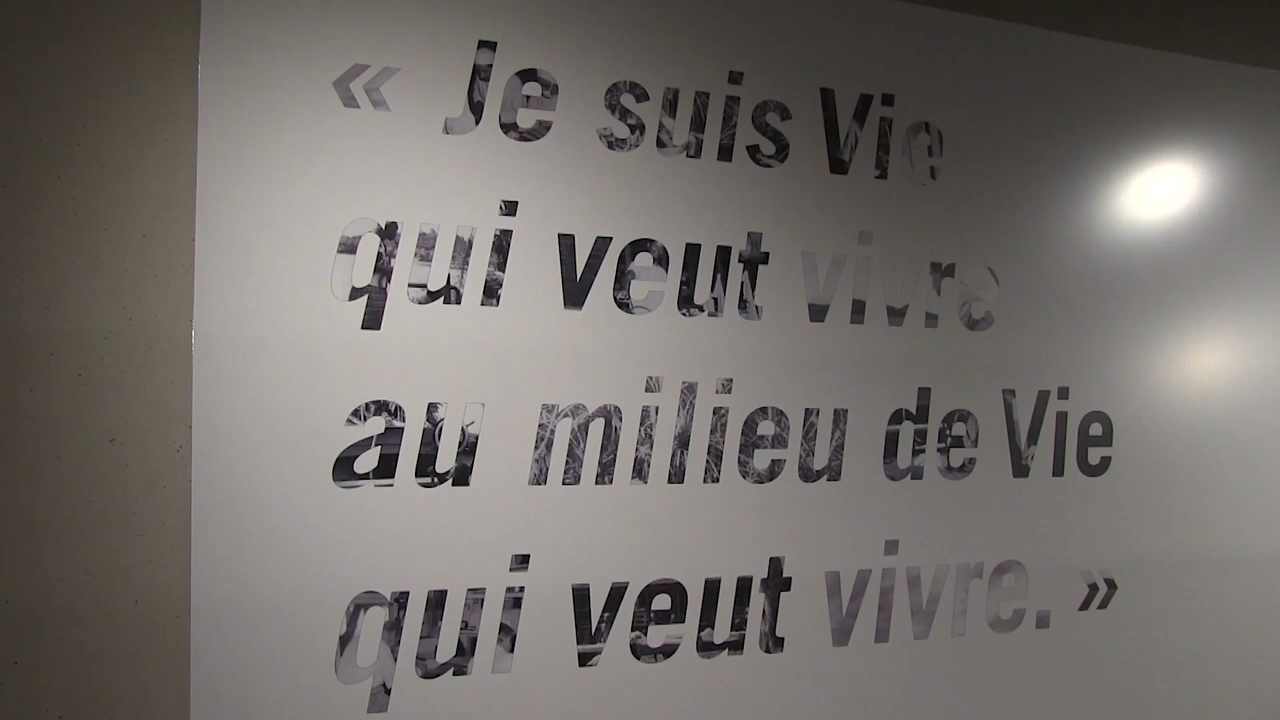 « Je suis Vie
qui veut vivre
au milieu de Vie
qui veut vivre. »